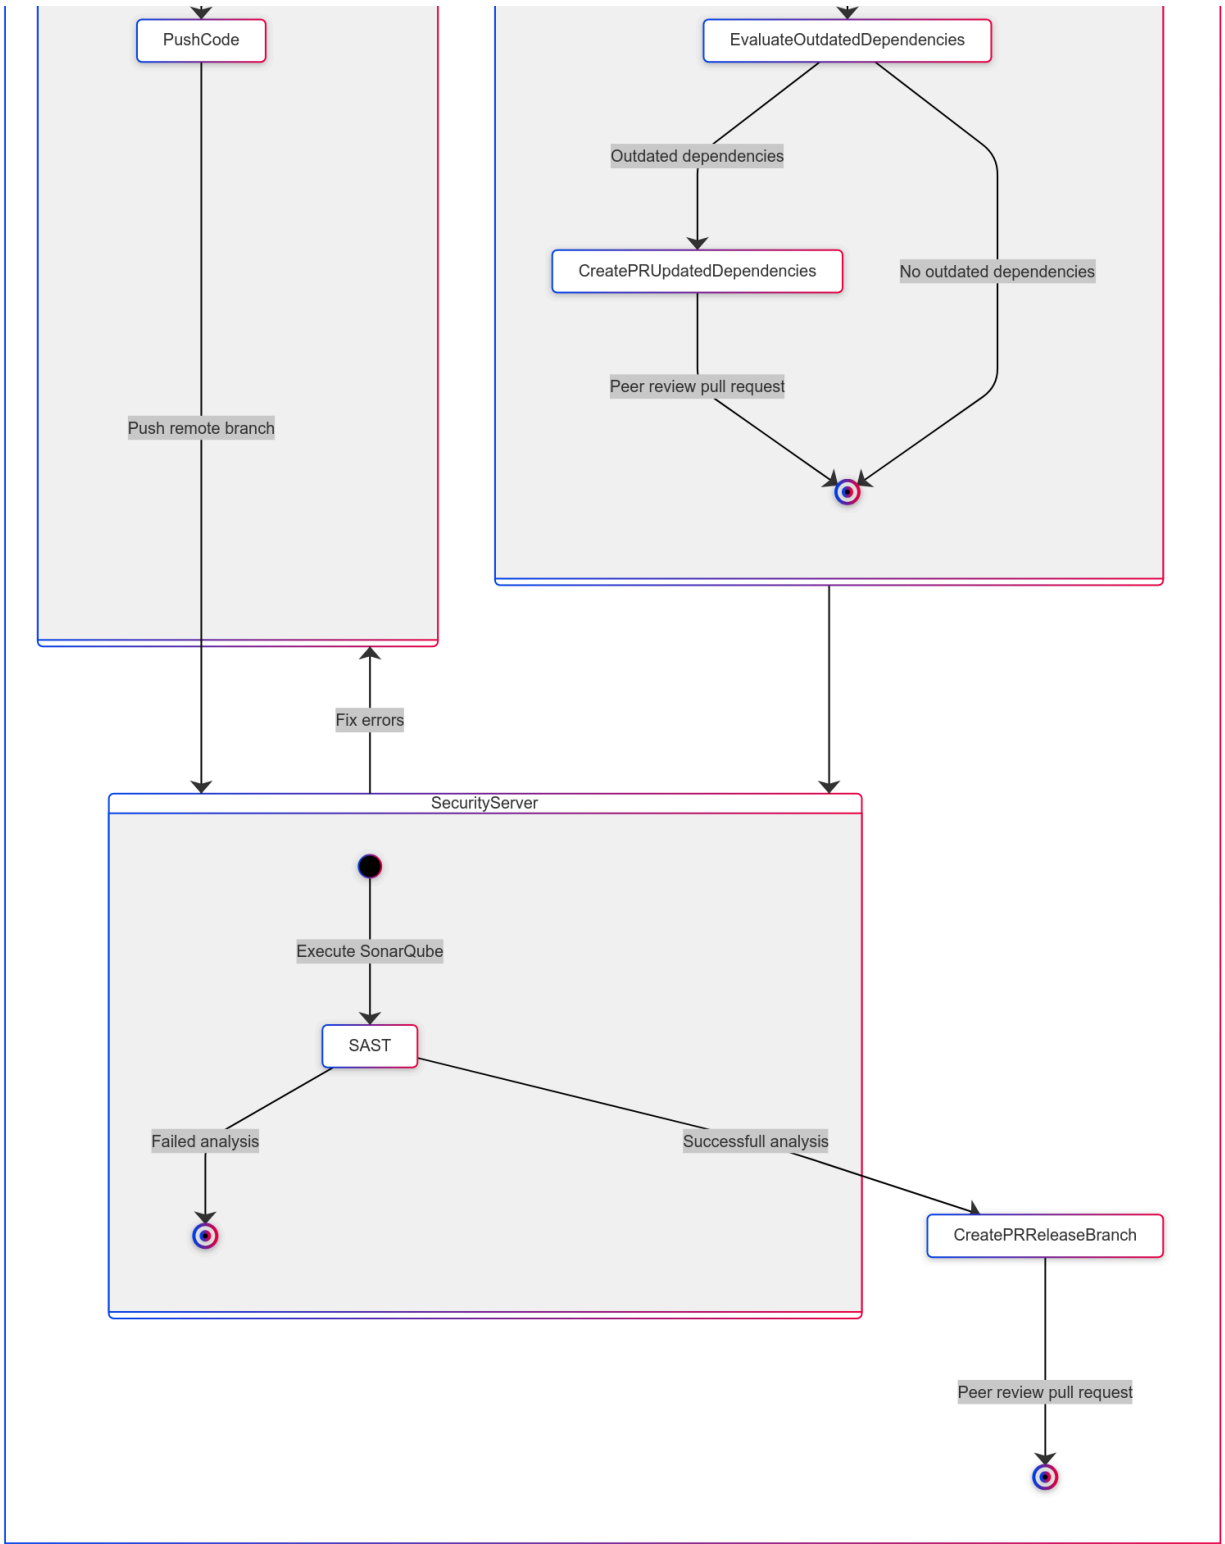 PushCode
EvaluateOutdatedDependencies
Outdated dependencies
CreatePRUpdatedDependencies
No outdated dependencies
Peer review pull request
Push remote branch
Fix errors
SecurityServer
Execute SonarQube
SAST
Failed analysis
Successfull analysis
CreatePRReleaseBranch
Peer review pull request